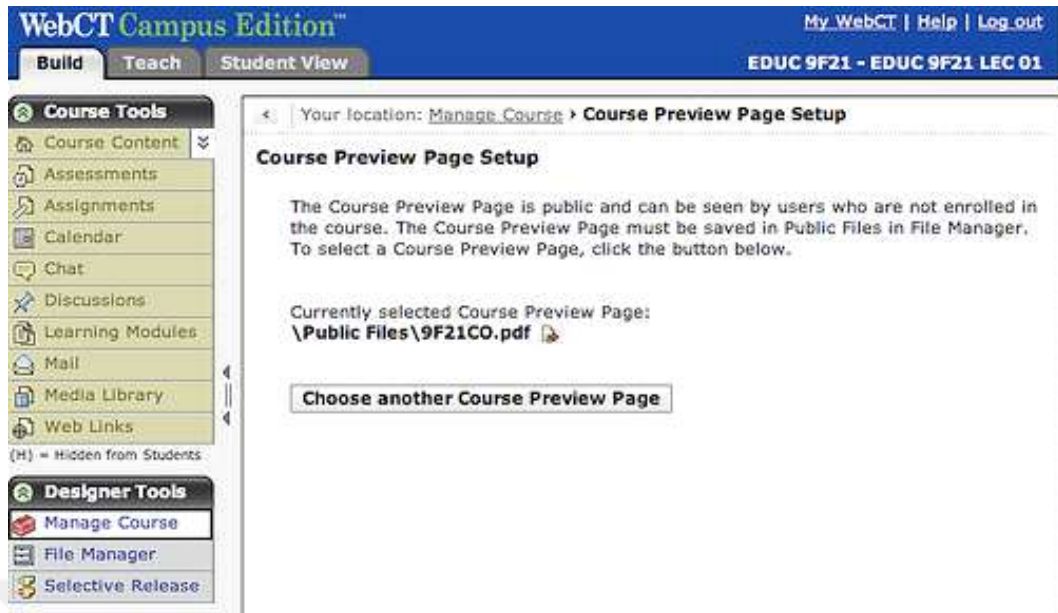 WebCT Campus Edition™
My WebCT | Help | Log out
Build Teach Student View
EDUC 9F21 - EDUC 9F21 LEC 01
Course Tools
Course Content
Assessments
Assignments
Calendar
Chat
Discussions
Learning Modules
Mail
Media Library
Web Links
(H) = Hidden from Students
Designer Tools
Manage Course
File Manager
Selective Release
Your location: Manage Course › Course Preview Page Setup
Course Preview Page Setup
The Course Preview Page is public and can be seen by users who are not enrolled in
the course. The Course Preview Page must be saved in Public Files in File Manager.
To select a Course Preview Page, click the button below.
Currently selected Course Preview Page:
\Public Files\9F21CO.pdf
Choose another Course Preview Page